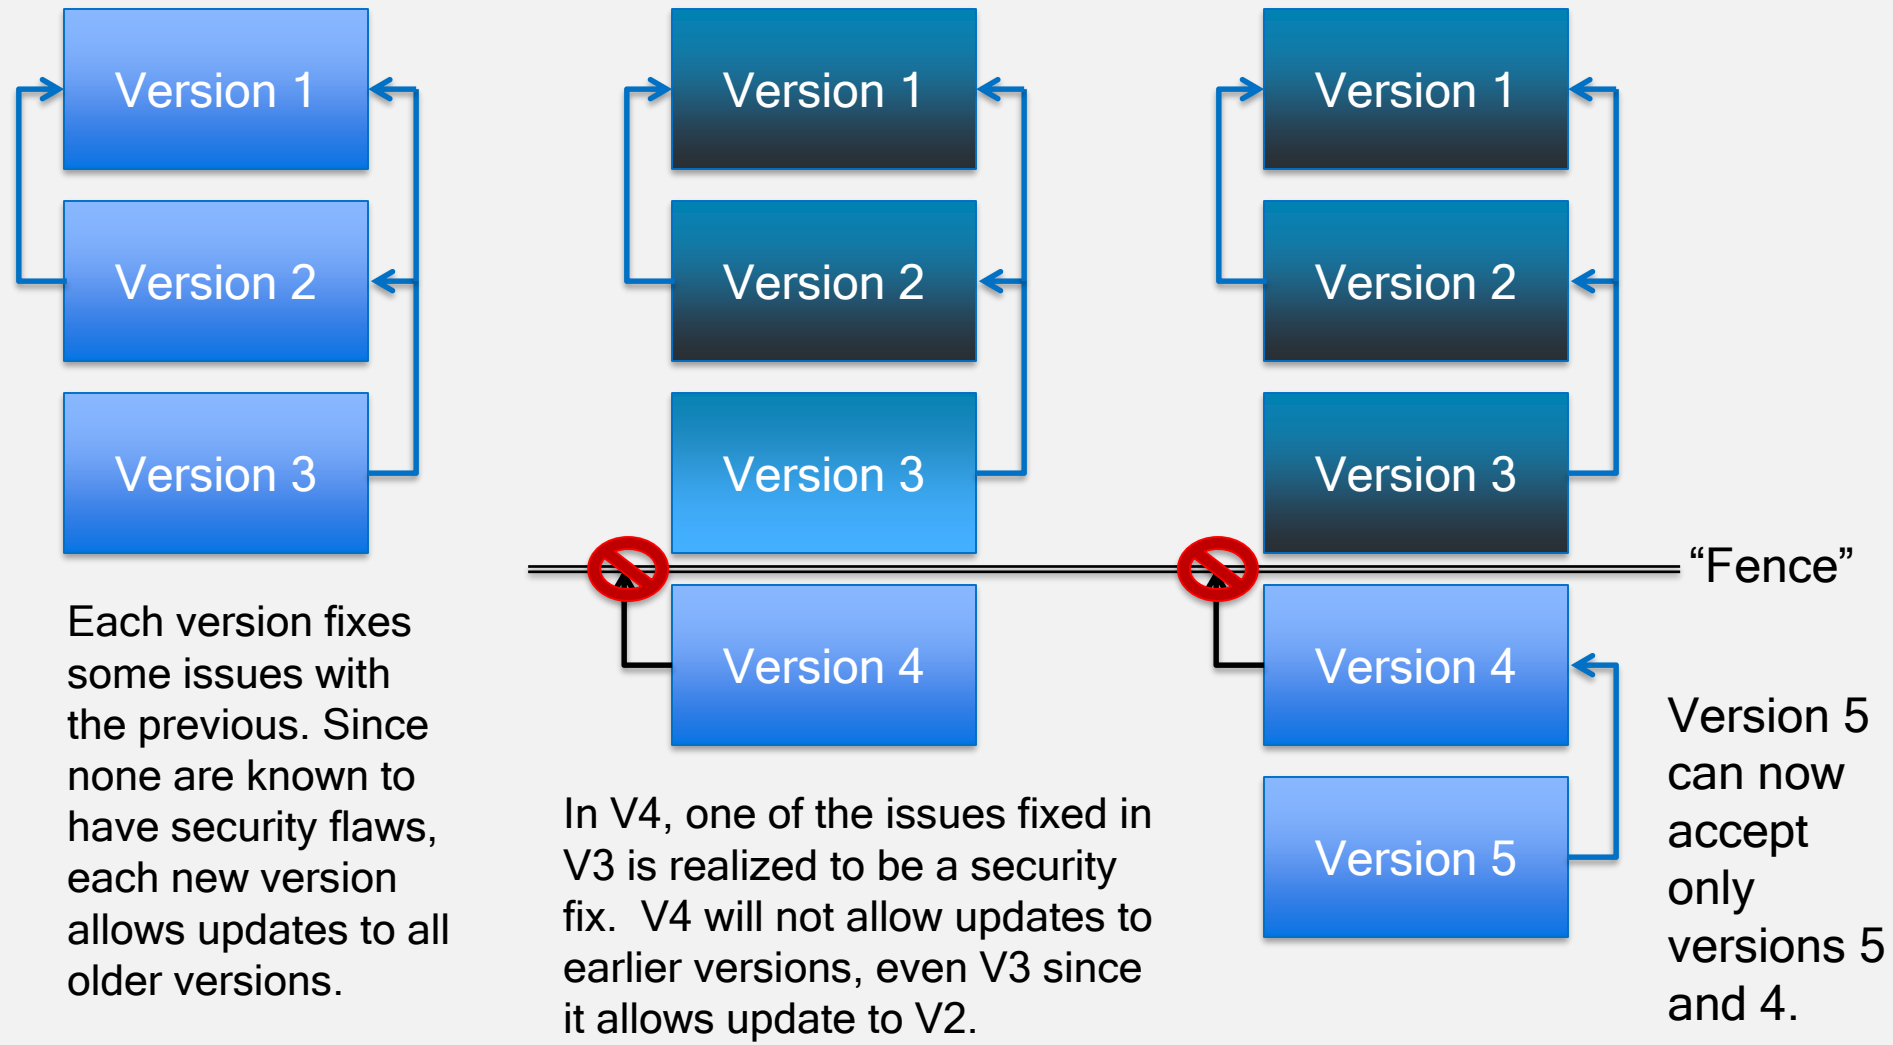 Version 1
Version 2
Version 3
Each version fixes
some issues with
the previous. Since
none are known to
have security flaws,
each new version
allows updates to all
older versions.
Version 1
Version 2
Version 3
Version 4
In V4, one of the issues fixed in
V3 is realized to be a security
fix.  V4 will not allow updates to
earlier versions, even V3 since
it allows update to V2.
Version 1
Version 2
Version 3
“Fence”
Version 4
Version 5
Version 5
can now
accept
only
versions 5
and 4.